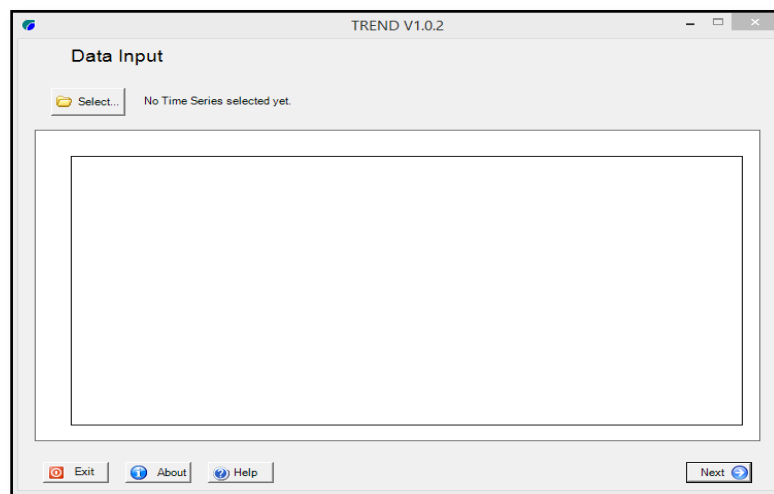 TREND V1.0.2
Data Input
Select... No Time Series selected yet.
Exit About Help Next